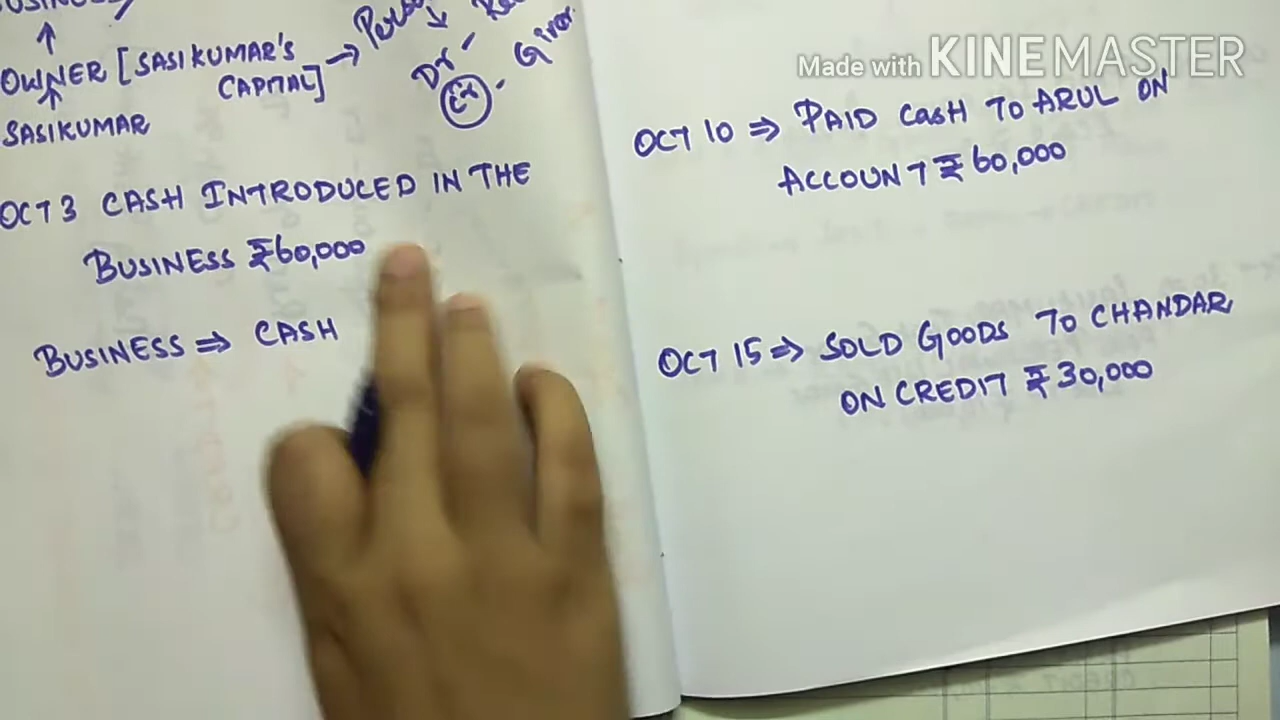 OWNER [SASIKUMAR'S
CAPITAL]
Dr
Cr
Giver
SASIKUMAR
OCT 3 CASH INTRODUCED IN THE
BUSINESS ₹60,000
BUSINESS ⇒ CASH
Made with KINEMASTER
OCT 10 ⇒ PAID CASH TO ARUL ON
ACCOUNT ₹60,000
OCT 15 ⇒ SOLD GOODS TO CHANDAR
ON CREDIT ₹30,000